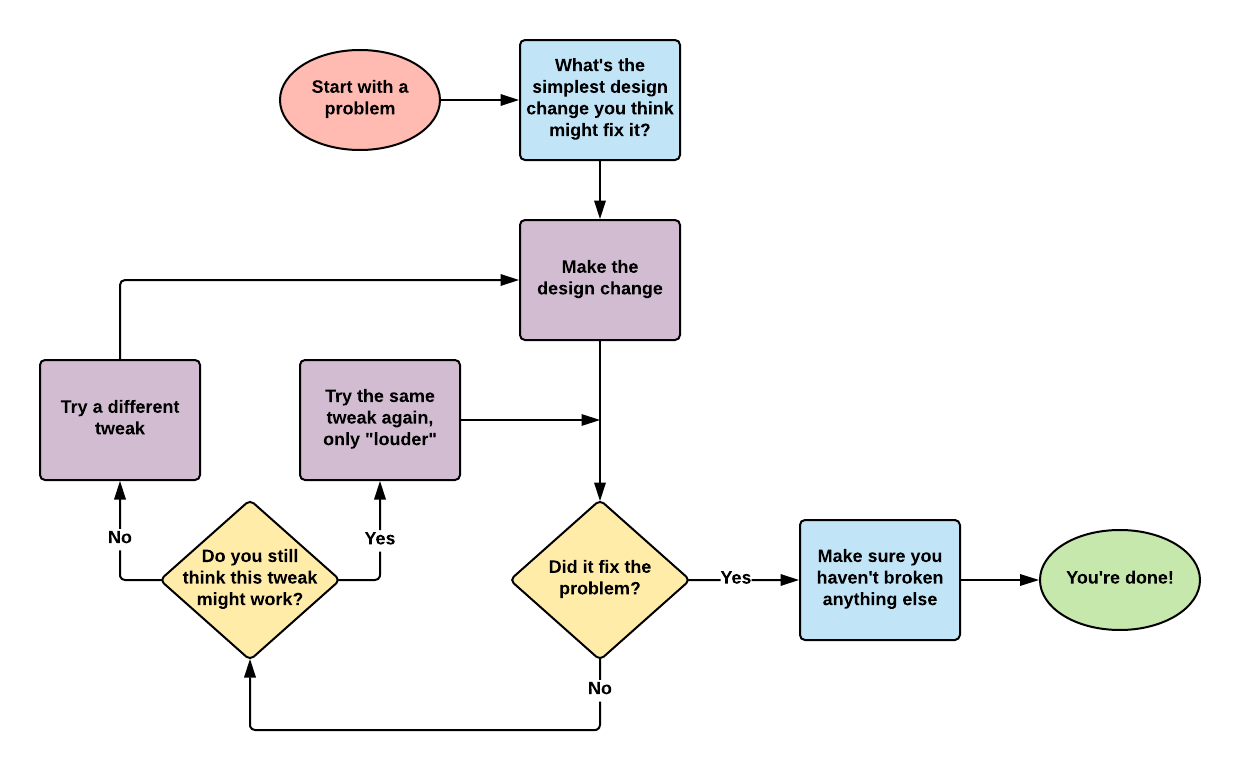 Start with a
problem
What's the
simplest design
change you think
might fix it?
Make the
design change
Try a different
tweak
Try the same
tweak again,
only "louder"
No
Yes
Do you still
think this tweak
might work?
Did it fix the
problem?
Yes
Make sure you
haven't broken
anything else
You're done!
No